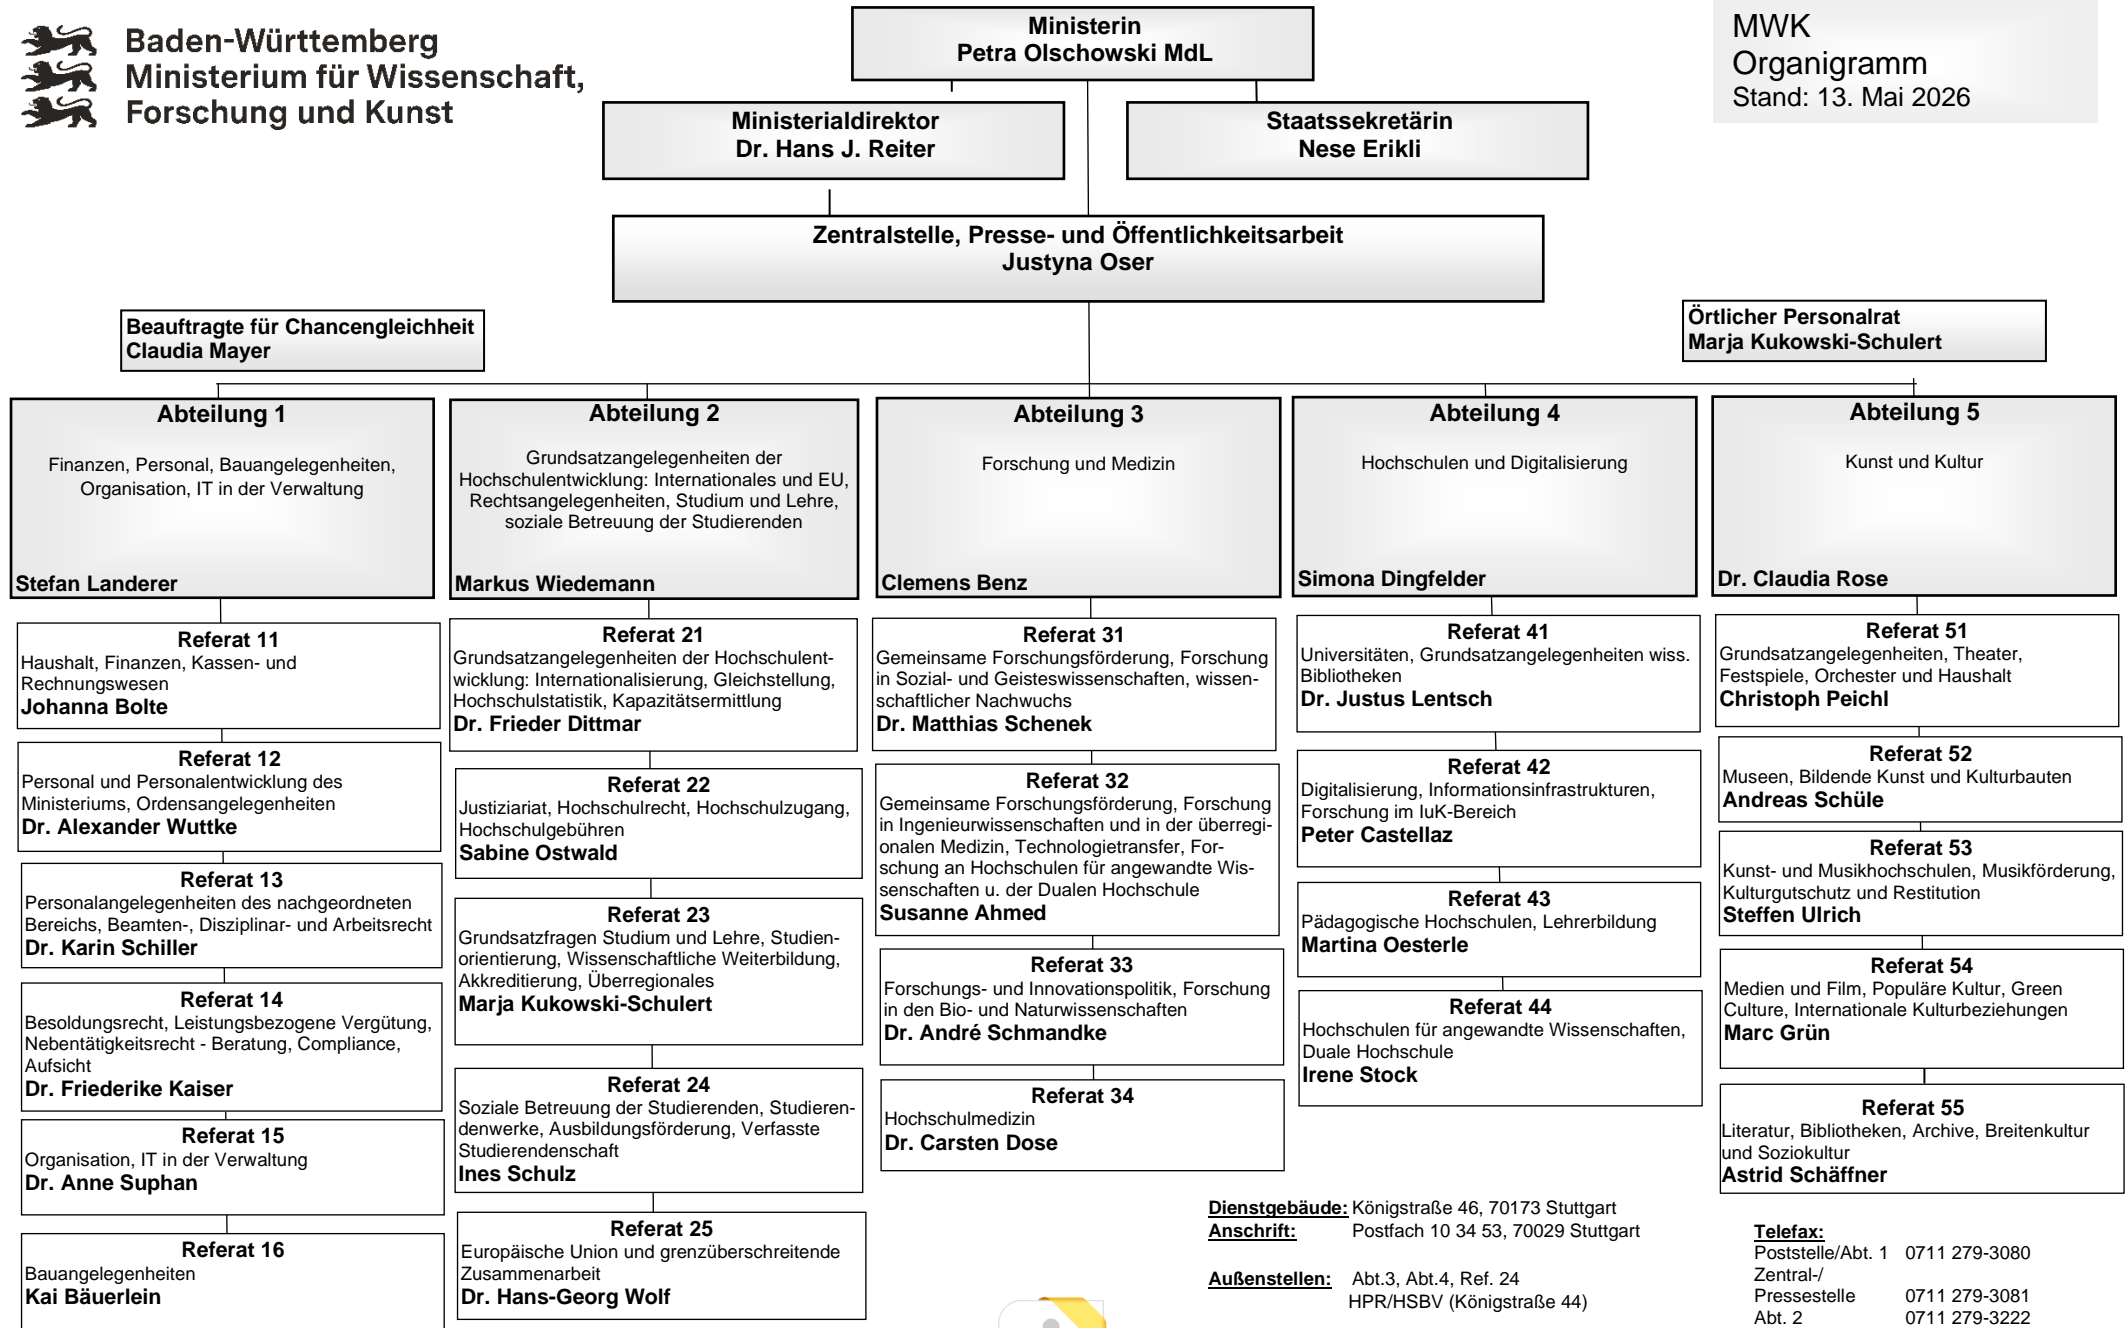 Baden-Württemberg
Ministerium für Wissenschaft,
Forschung und Kunst
Ministerin
Petra Olschowski MdL
MWK
Organigramm
Stand: 13. Mai 2026
Ministerialdirektor
Dr. Hans J. Reiter
Staatssekretärin
Nese Erikli
Zentralstelle, Presse- und Öffentlichkeitsarbeit
Justyna Oser
Beauftragte für Chancengleichheit
Claudia Mayer
Örtlicher Personalrat
Marja Kukowski-Schulert
Abteilung 1
Finanzen, Personal, Bauangelegenheiten,
Organisation, IT in der Verwaltung
Stefan Landerer
Referat 11
Haushalt, Finanzen, Kassen- und
Rechnungswesen
Johanna Bolte
Referat 12
Personal und Personalentwicklung des
Ministeriums, Ordensangelegenheiten
Dr. Alexander Wuttke
Referat 13
Personalangelegenheiten des nachgeordneten
Bereichs, Beamten-, Disziplinar- und Arbeitsrecht
Dr. Karin Schiller
Referat 14
Besoldungsrecht, Leistungsbezogene Vergütung,
Nebentätigkeitsrecht - Beratung, Compliance,
Aufsicht
Dr. Friederike Kaiser
Referat 15
Organisation, IT in der Verwaltung
Dr. Anne Suphan
Referat 16
Bauangelegenheiten
Kai Bäuerlein
Abteilung 2
Grundsatzangelegenheiten der
Hochschulentwicklung: Internationales und EU,
Rechtsangelegenheiten, Studium und Lehre,
soziale Betreuung der Studierenden
Markus Wiedemann
Referat 21
Grundsatzangelegenheiten der Hochschulent-
wicklung: Internationalisierung, Gleichstellung,
Hochschulstatistik, Kapazitätsermittlung
Dr. Frieder Dittmar
Referat 22
Justiziariat, Hochschulrecht, Hochschulzugang,
Hochschulgebühren
Sabine Ostwald
Referat 23
Grundsatzfragen Studium und Lehre, Studien-
orientierung, Wissenschaftliche Weiterbildung,
Akkreditierung, Überregionales
Marja Kukowski-Schulert
Referat 24
Soziale Betreuung der Studierenden, Studieren-
denwerke, Ausbildungsförderung, Verfasste
Studierendenschaft
Ines Schulz
Referat 25
Europäische Union und grenzüberschreitende
Zusammenarbeit
Dr. Hans-Georg Wolf
Abteilung 3
Forschung und Medizin
Clemens Benz
Referat 31
Gemeinsame Forschungsförderung, Forschung
in Sozial- und Geisteswissenschaften, wissen-
schaftlicher Nachwuchs
Dr. Matthias Schenek
Referat 32
Gemeinsame Forschungsförderung, Forschung
in Ingenieurwissenschaften und in der überregi-
onalen Medizin, Technologietransfer, For-
schung an Hochschulen für angewandte Wis-
senschaften u. der Dualen Hochschule
Susanne Ahmed
Referat 33
Forschungs- und Innovationspolitik, Forschung
in den Bio- und Naturwissenschaften
Dr. André Schmandke
Referat 34
Hochschulmedizin
Dr. Carsten Dose
Abteilung 4
Hochschulen und Digitalisierung
Simona Dingfelder
Referat 41
Universitäten, Grundsatzangelegenheiten wiss.
Bibliotheken
Dr. Justus Lentsch
Referat 42
Digitalisierung, Informationsinfrastrukturen,
Forschung im IuK-Bereich
Peter Castellaz
Referat 43
Pädagogische Hochschulen, Lehrerbildung
Martina Oesterle
Referat 44
Hochschulen für angewandte Wissenschaften,
Duale Hochschule
Irene Stock
Abteilung 5
Kunst und Kultur
Dr. Claudia Rose
Referat 51
Grundsatzangelegenheiten, Theater,
Festspiele, Orchester und Haushalt
Christoph Peichl
Referat 52
Museen, Bildende Kunst und Kulturbauten
Andreas Schüle
Referat 53
Kunst- und Musikhochschulen, Musikförderung,
Kulturgutschutz und Restitution
Steffen Ulrich
Referat 54
Medien und Film, Populäre Kultur, Green
Culture, Internationale Kulturbeziehungen
Marc Grün
Referat 55
Literatur, Bibliotheken, Archive, Breitenkultur
und Soziokultur
Astrid Schäffner
Dienstgebäude: Königstraße 46, 70173 Stuttgart
Anschrift: Postfach 10 34 53, 70029 Stuttgart
Außenstellen: Abt.3, Abt.4, Ref. 24
HPR/HSBV (Königstraße 44)
Telefax:
Poststelle/Abt. 1 0711 279-3080
Zentral-/
Pressestelle 0711 279-3081
Abt. 2 0711 279-3222